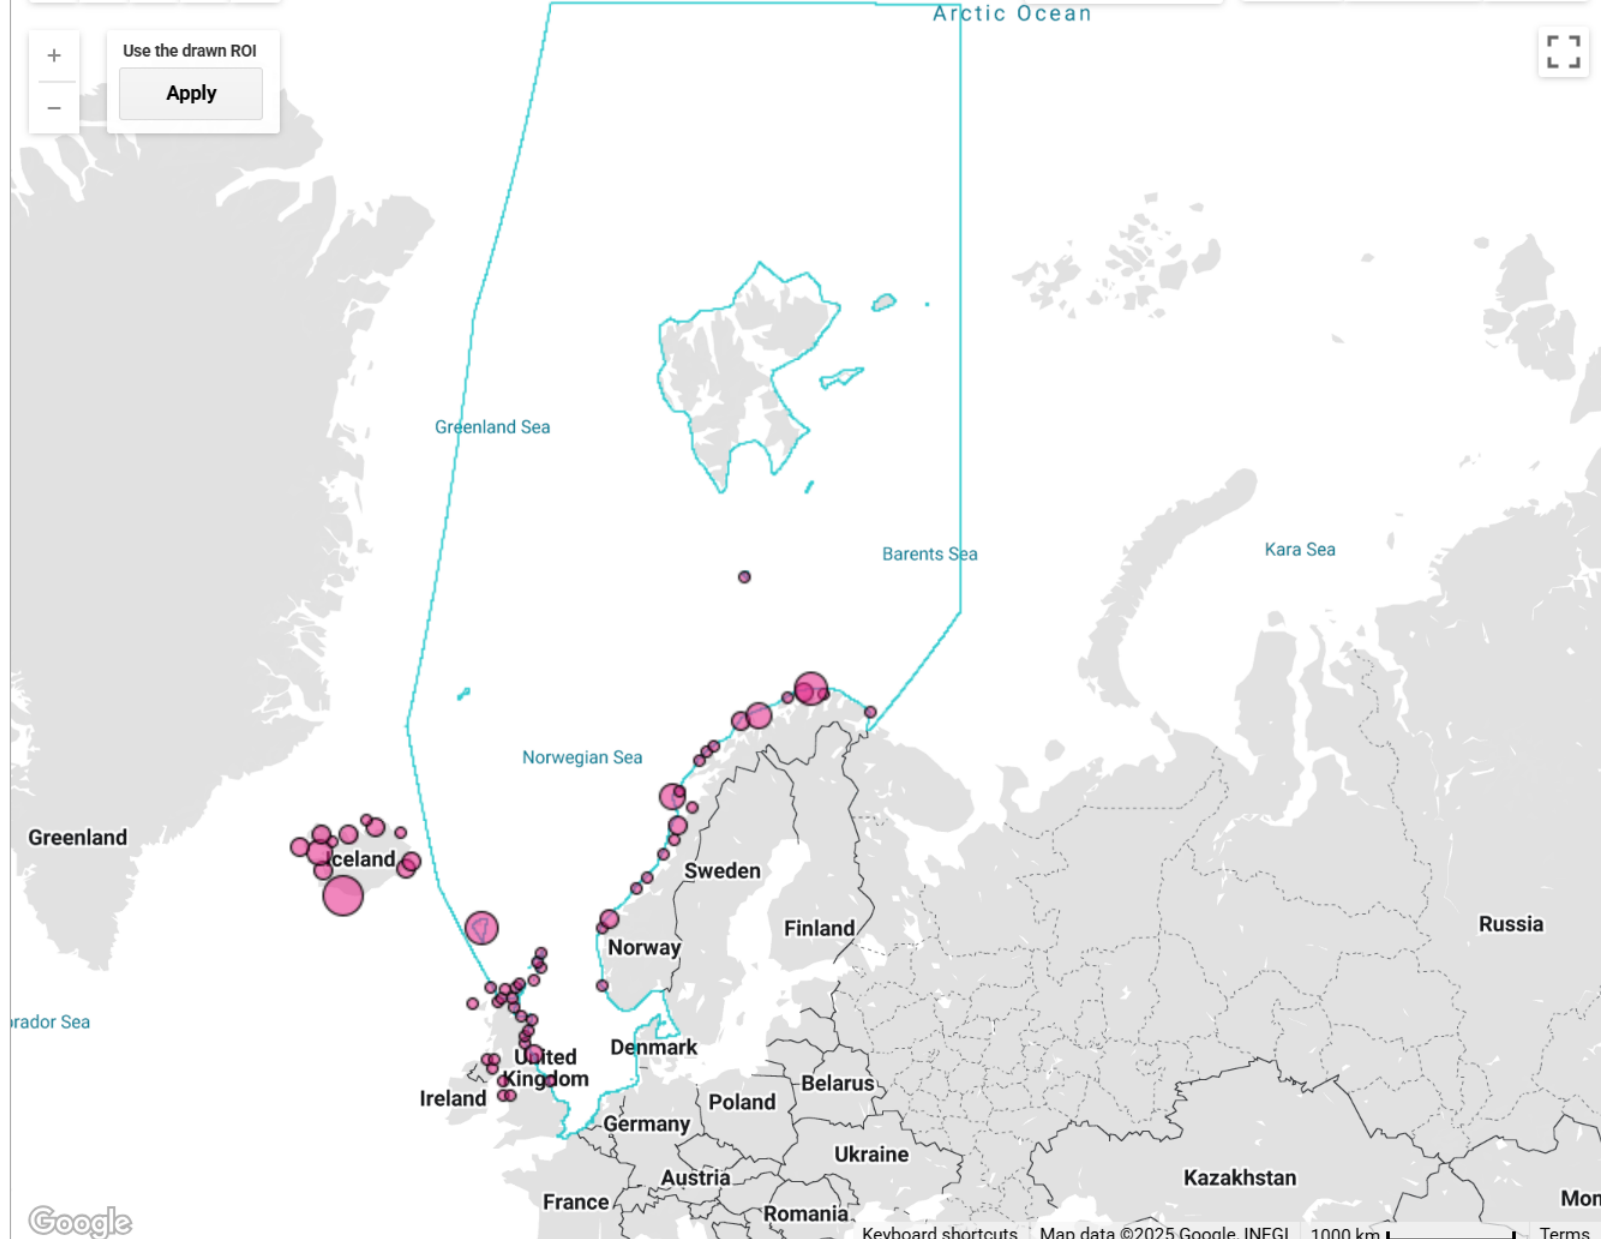 Arctic Ocean
+
Use the drawn ROI
Apply
−
Greenland Sea
Barents Sea
Kara Sea
Norwegian Sea
Greenland
celand
Sweden
Finland
Russia
Norway
rador Sea
Denmark
United
Kingdom
Belarus
Ireland
Poland
Germany
Ukraine
Austria
Kazakhstan
France
Mon
Romania
Google
Keyboard shortcuts
Map data ©2025 Google, INEGI
1000 km
Terms